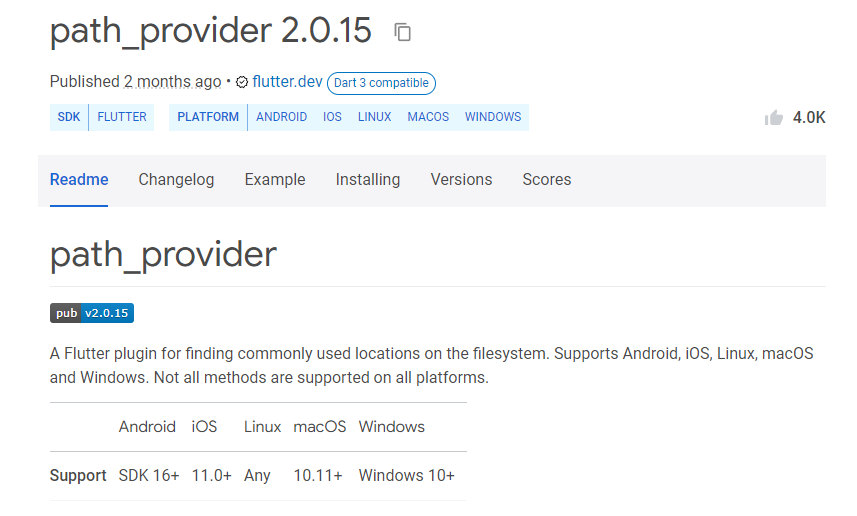 path_provider 2.0.15
Published 2 months ago • flutter.dev Dart 3 compatible
SDK FLUTTER PLATFORM ANDROID IOS LINUX MACOS WINDOWS 4.0K
Readme Changelog Example Installing Versions Scores
path_provider
pub v2.0.15
A Flutter plugin for finding commonly used locations on the filesystem. Supports Android, iOS, Linux, macOS
and Windows. Not all methods are supported on all platforms.
Android iOS Linux macOS Windows
Support SDK 16+ 11.0+ Any 10.11+ Windows 10+